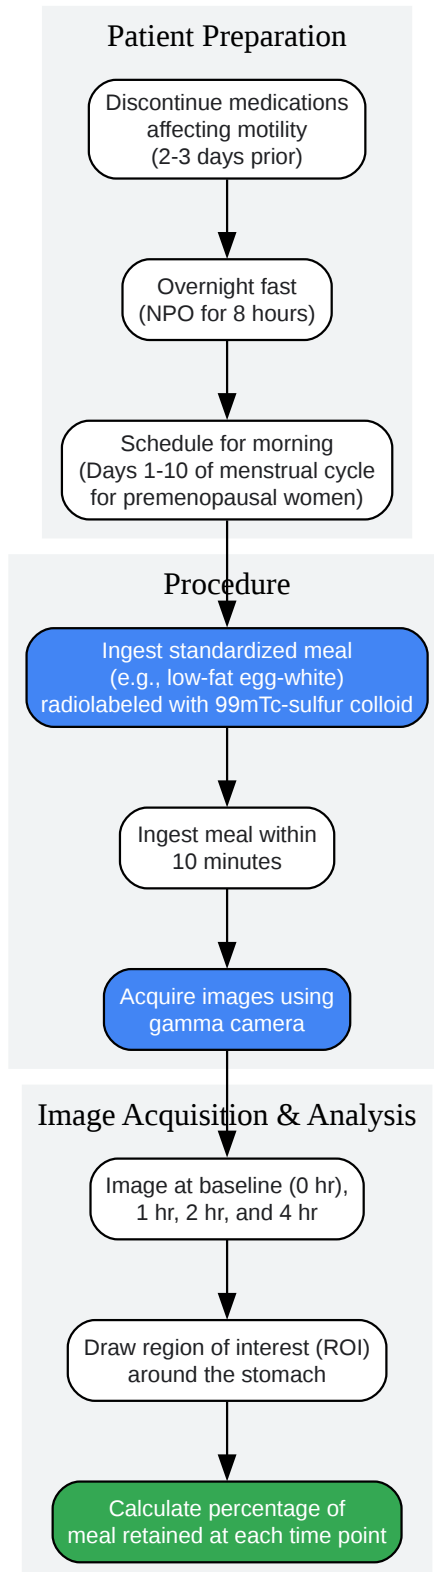 Patient Preparation
Discontinue medications
affecting motility
(2-3 days prior)
Overnight fast
(NPO for 8 hours)
Schedule for morning
(Days 1-10 of menstrual cycle
for premenopausal women)
Procedure
Ingest standardized meal
(e.g., low-fat egg-white)
radiolabeled with 99mTc-sulfur colloid
Ingest meal within
10 minutes
Acquire images using
gamma camera
Image Acquisition & Analysis
Image at baseline (0 hr),
1 hr, 2 hr, and 4 hr
Draw region of interest (ROI)
around the stomach
Calculate percentage of
meal retained at each time point